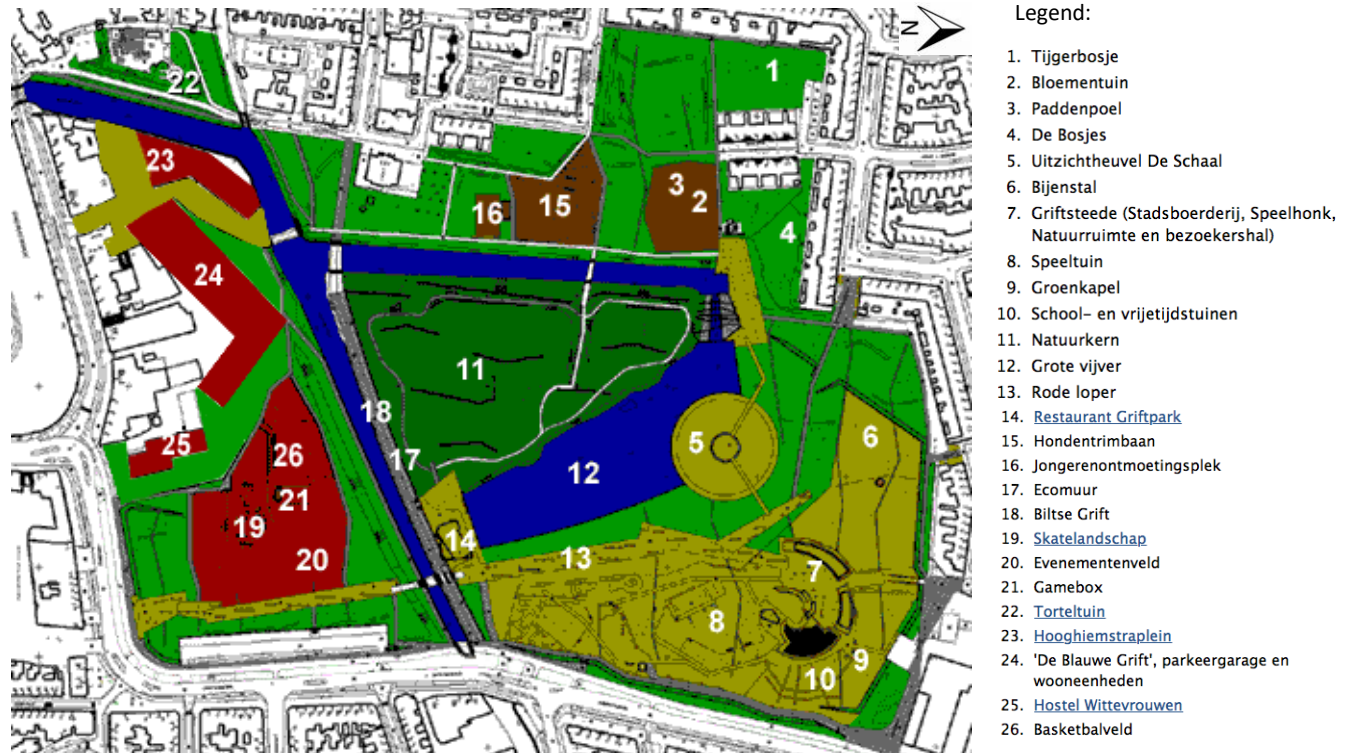 N
1
22
23
3
2
15
16
4
24
11
6
18
5
17
25
26
12
21
19
14
13
20
7
8
9
10
Legend:
1. Tijgerbosje
2. Bloementuin
3. Paddenpoel
4. De Bosjes
5. Uitzichtheuvel De Schaal
6. Bijenstal
7. Griftsteede (Stadsboerderij, Speelhonk,
Natuurruimte en bezoekershal)
8. Speeltuin
9. Groenkapel
10. School- en vrijetijdstuinen
11. Natuurkern
12. Grote vijver
13. Rode loper
14. Restaurant Griftpark
15. Hondentrimbaan
16. Jongerenontmoetingsplek
17. Ecomuur
18. Biltse Grift
19. Skatelandschap
20. Evenementenveld
21. Gamebox
22. Torteltuin
23. Hooghiemstraplein
24. 'De Blauwe Grift', parkeergarage en
wooneenheden
25. Hostel Wittevrouwen
26. Basketbalveld